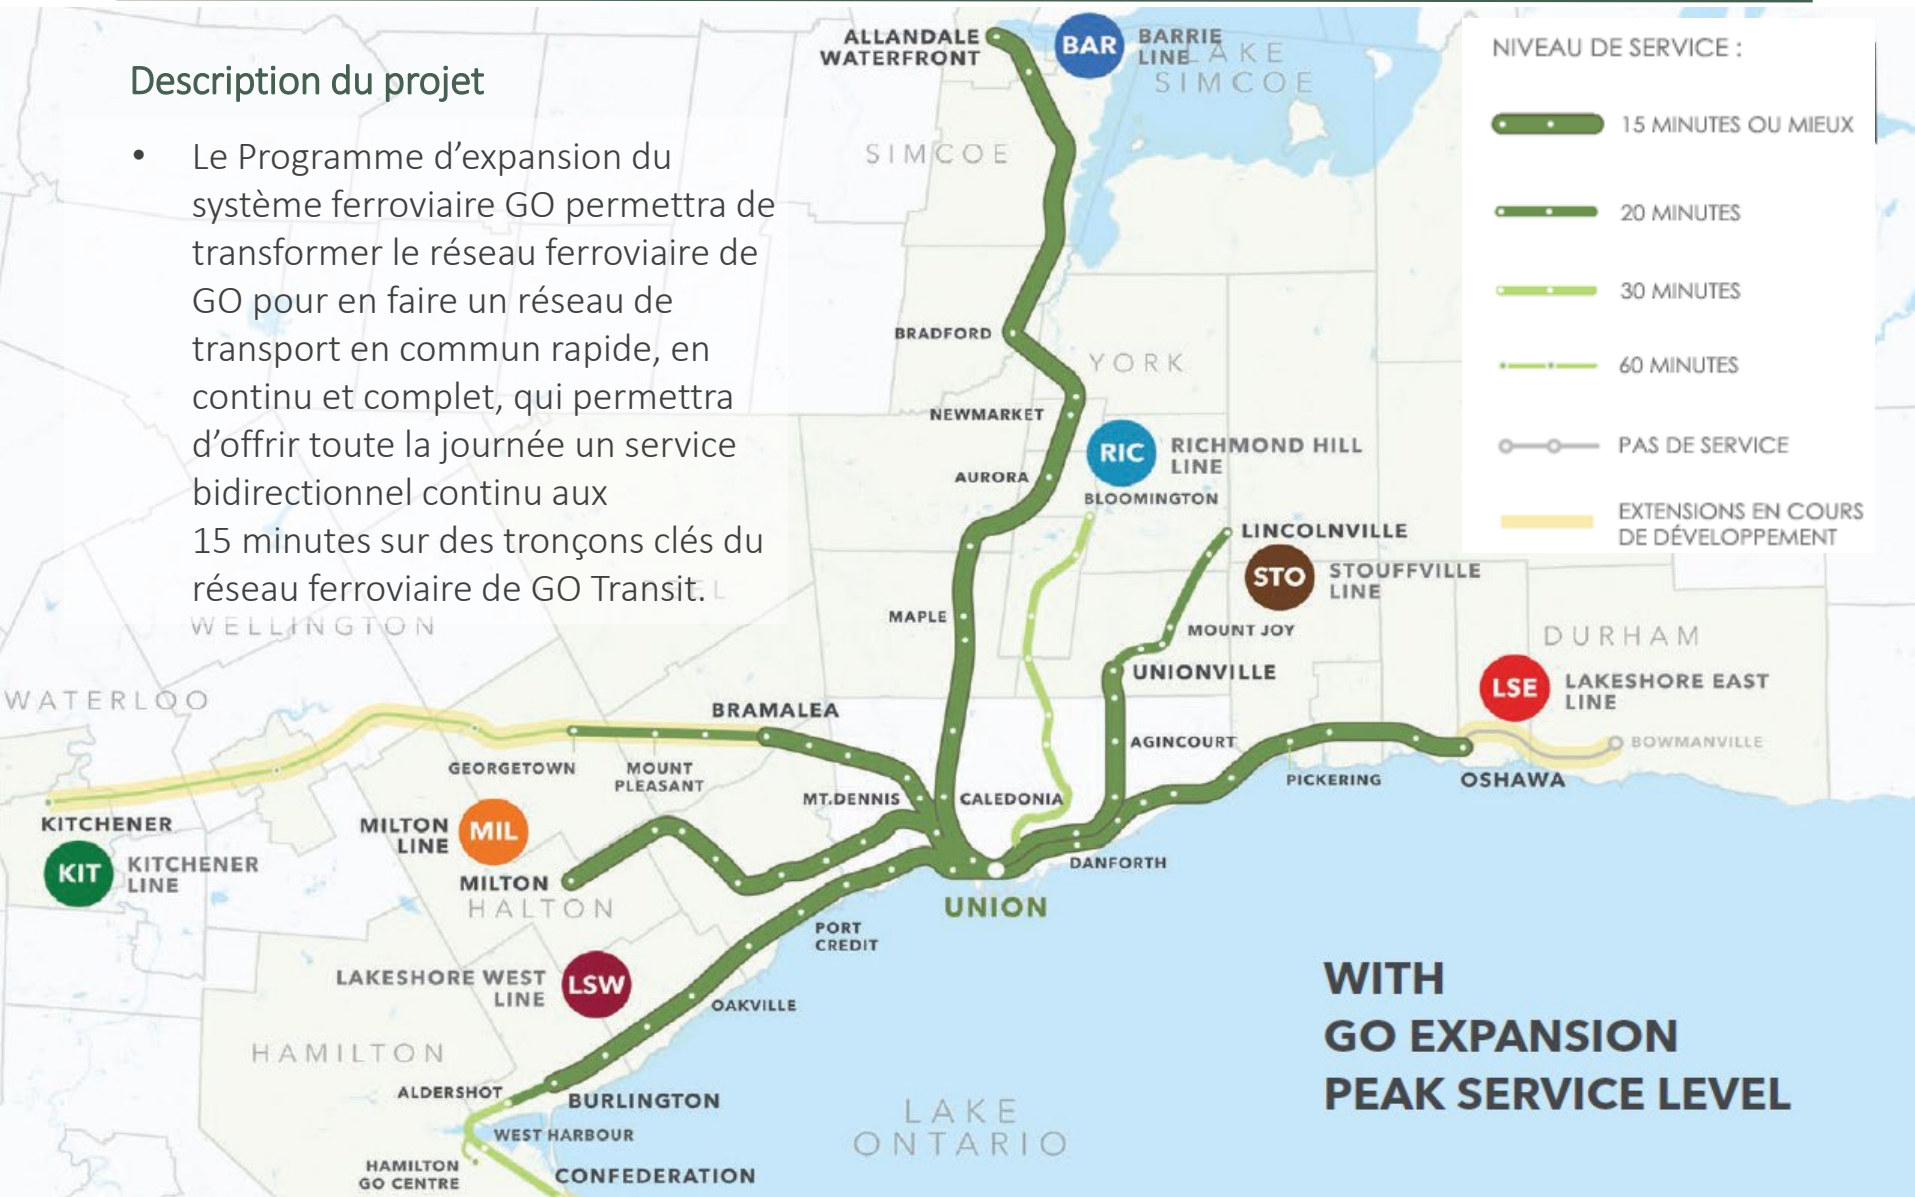 Description du projet
• Le Programme d’expansion du
système ferroviaire GO permettra de
transformer le réseau ferroviaire de
GO pour en faire un réseau de
transport en commun rapide, en
continu et complet, qui permettra
d’offrir toute la journée un service
bidirectionnel continu aux
15 minutes sur des tronçons clés du
réseau ferroviaire de GO Transit.
NIVEAU DE SERVICE :
15 MINUTES OU MIEUX
20 MINUTES
30 MINUTES
60 MINUTES
PAS DE SERVICE
EXTENSIONS EN COURS
DE DÉVELOPPEMENT
ALLANDALE
WATERFRONT
BAR
BARRIE
LINE
LAKE
SIMCOE
SIMCOE
BRADFORD
YORK
NEWMARKET
AURORA
RIC
RICHMOND HILL
LINE
BLOOMINGTON
LINCOLNVILLE
STO
STOUFFVILLE
LINE
MAPLE
MOUNT JOY
UNIONVILLE
DURHAM
LSE
LAKESHORE EAST
LINE
WELLINGTON
WATERLOO
BRAMALEA
AGINCOURT
BOWMANVILLE
GEORGETOWN
MOUNT
PLEASANT
PICKERING
OSHAWA
MT.DENNIS
CALEDONIA
KITCHENER
KIT
KITCHENER
LINE
MILTON
LINE
MIL
MILTON
HALTON
DANFORTH
UNION
PORT
CREDIT
LAKESHORE WEST
LINE
LSW
OAKVILLE
HAMILTON
ALDERSHOT
BURLINGTON
WEST HARBOUR
HAMILTON
GO CENTRE
CONFEDERATION
LAKE
ONTARIO
WITH
GO EXPANSION
PEAK SERVICE LEVEL